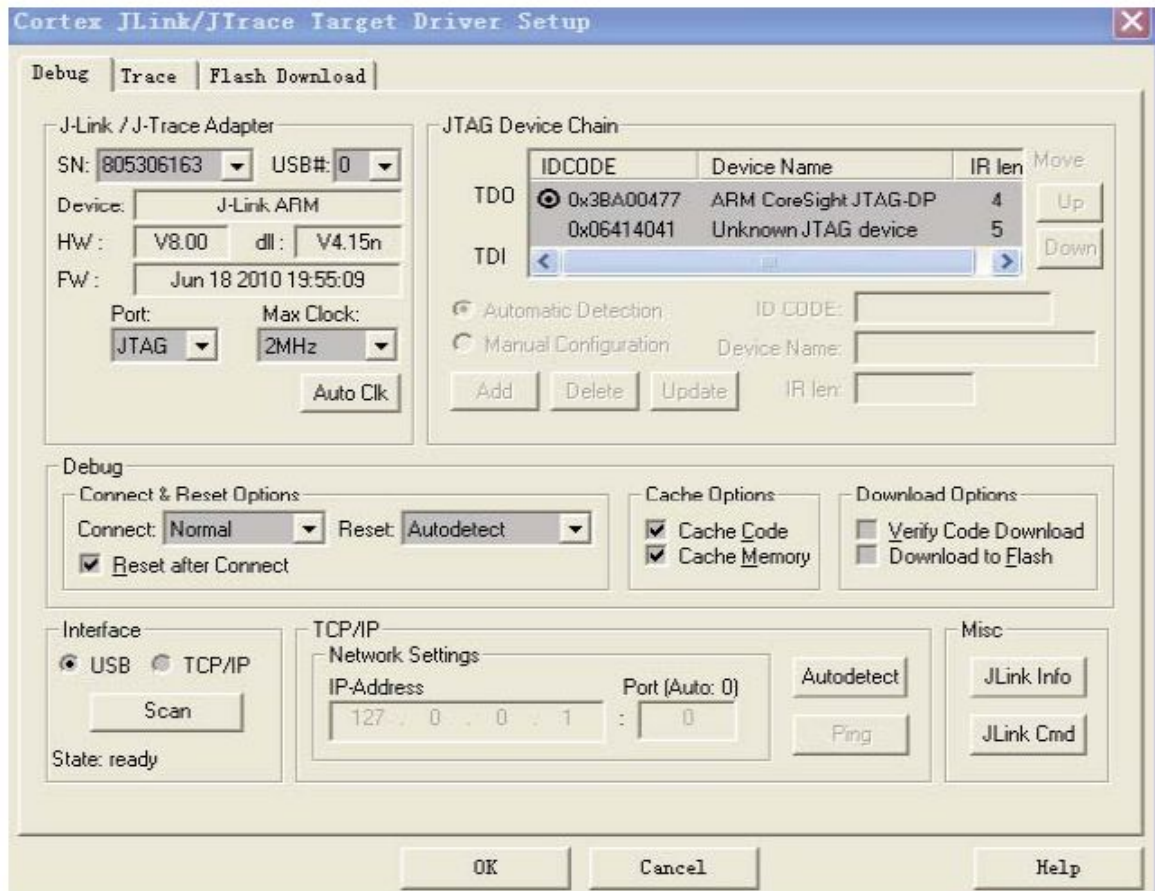 Cortex JLink/JTrace Target Driver Setup
Debug Trace Flash Download
J-Link / J-Trace Adapter
SN: 805306163 USB#: 0
Device: J-Link ARM
HW : V8.00 dll : V4.15n
FW : Jun 18 2010 19:55:09
Port: Max Clock:
JTAG 2MHz
Auto Clk
JTAG Device Chain
IDCODE Device Name IR len Move
TDO 0x3BA00477 ARM CoreSight JTAG-DP 4 Up
0x06414041 Unknown JTAG device 5
TDI Down
Automatic Detection ID CODE:
Manual Configuration Device Name:
Add Delete Update IR len:
Debug
Connect & Reset Options
Connect: Normal Reset: Autodetect
Reset after Connect
Cache Options
Cache Code
Cache Memory
Download Options
Verify Code Download
Download to Flash
Interface
USB TCP/IP
Scan
State: ready
TCP/IP
Network Settings
IP-Address Port (Auto: 0)
127 . 0 . 0 . 1 : 0
Autodetect
Ping
Misc
JLink Info
JLink Cmd
OK Cancel Help